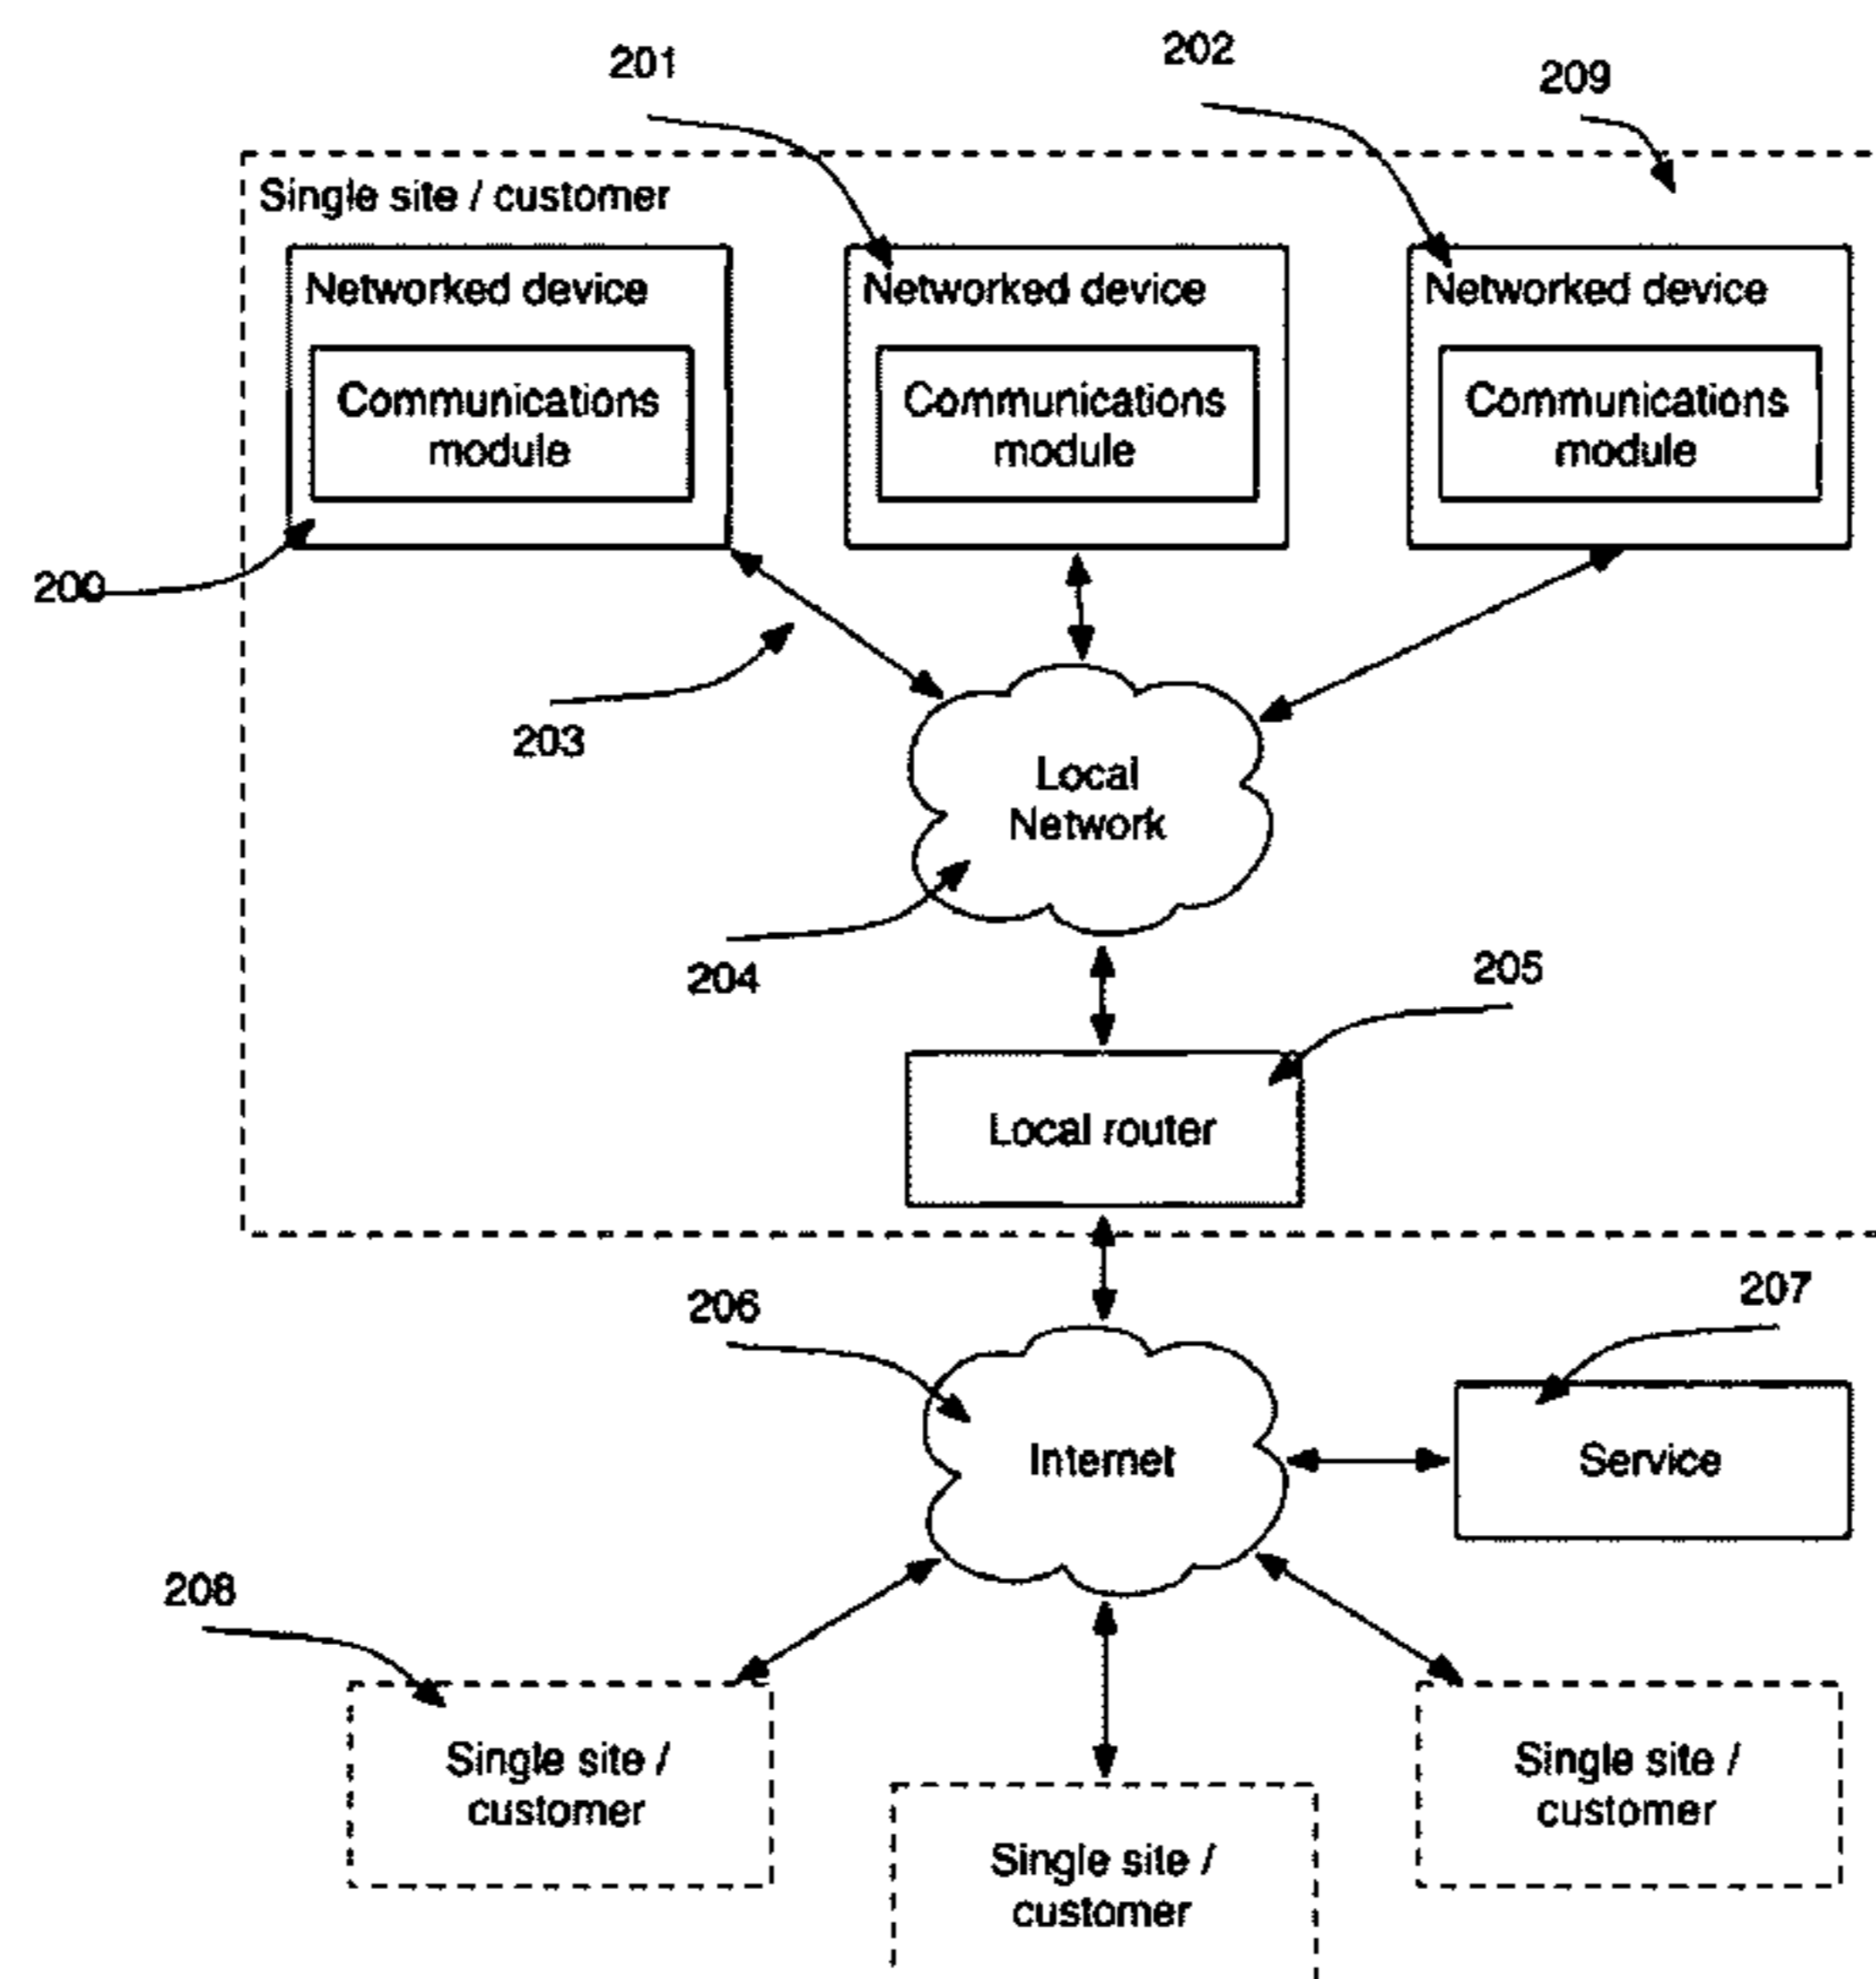 201
202
209
Single site / customer
Networked device
Networked device
Networked device
Communications
module
Communications
module
Communications
module
200
203
Local
Network
204
205
Local router
206
207
Internet
Service
208
Single site /
customer
Single site /
customer
Single site /
customer